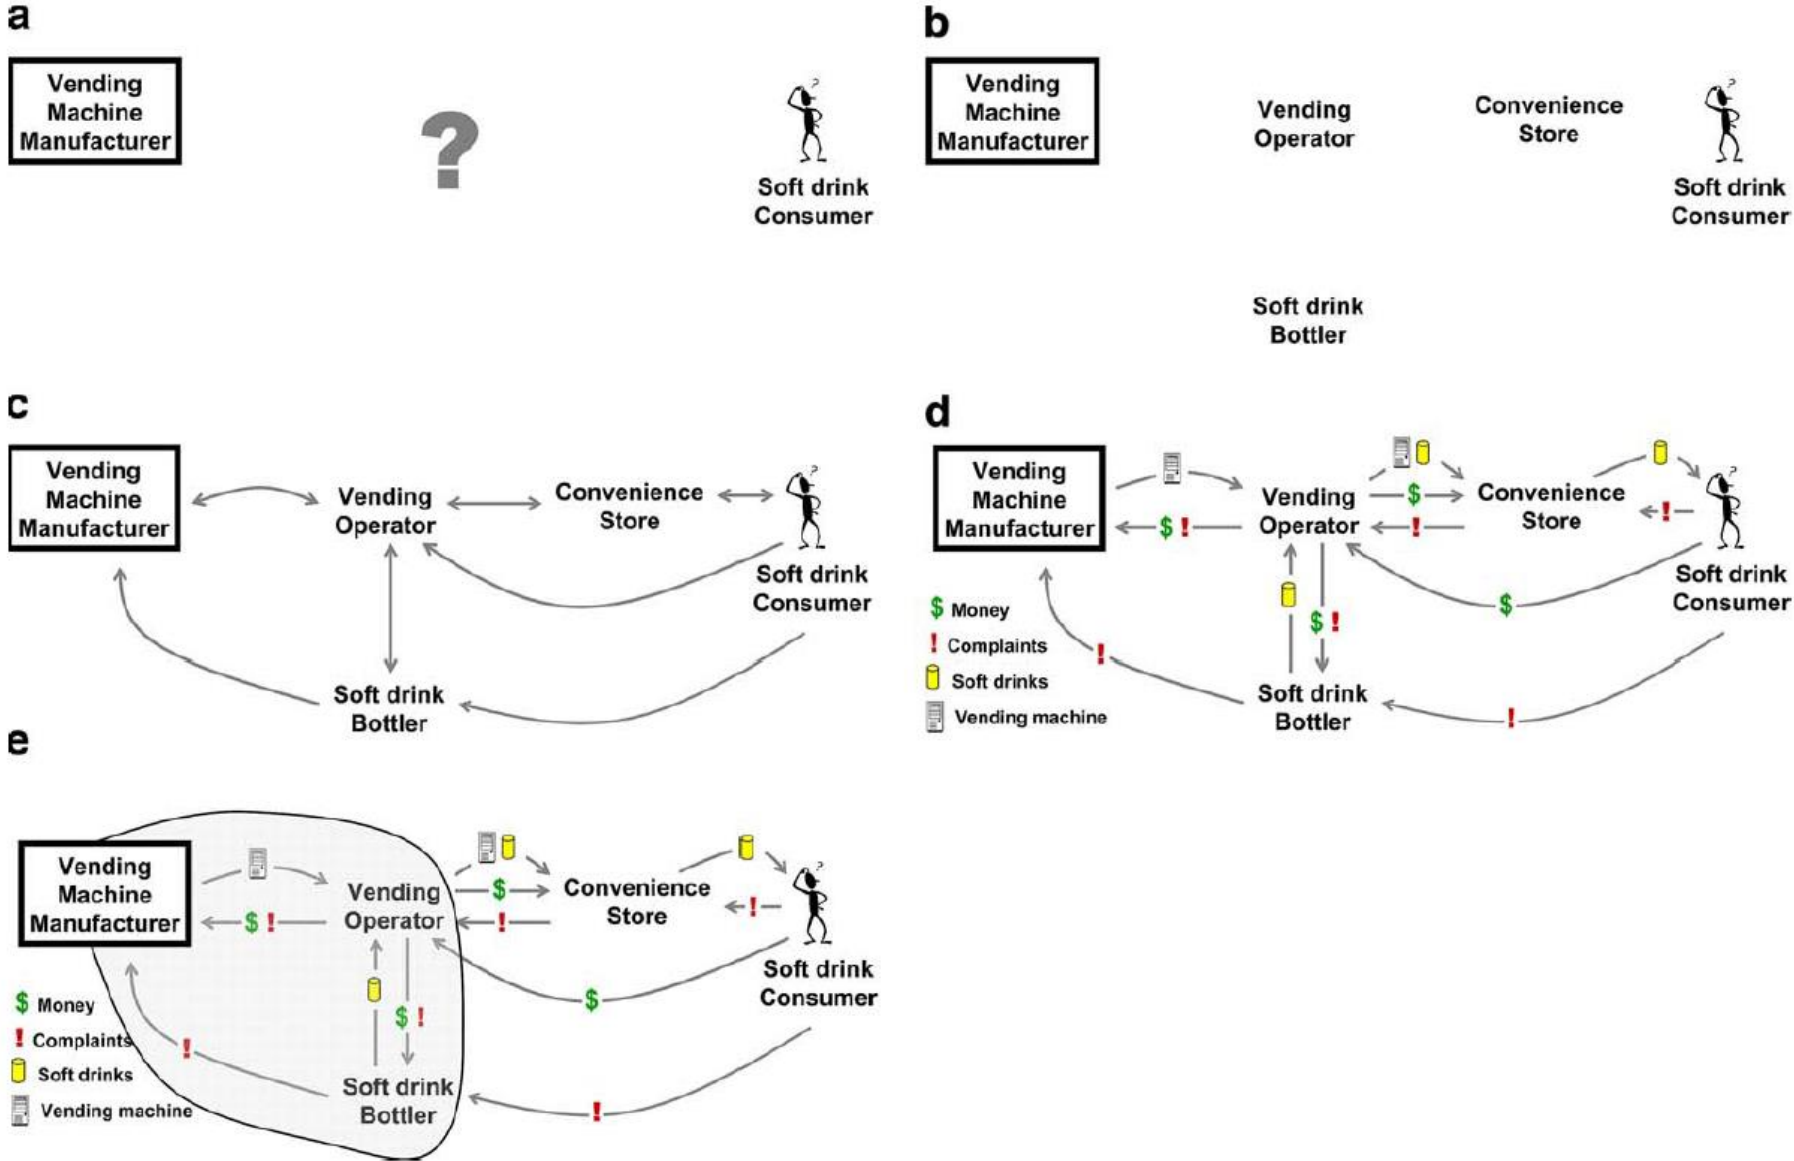 a
Vending
Machine
Manufacturer
?
?
Soft drink
Consumer
b
Vending
Machine
Manufacturer
Vending
Operator
Convenience
Store
?
Soft drink
Consumer
Soft drink
Bottler
c
Vending
Machine
Manufacturer
Vending
Operator
Convenience
Store
?
Soft drink
Consumer
Soft drink
Bottler
d
Vending
Machine
Manufacturer
$ !
Vending
Operator
$
!
Convenience
Store
!
?
Soft drink
Consumer
$
$ !
!
Soft drink
Bottler
!
$ Money
! Complaints
Soft drinks
Vending machine
e
Vending
Machine
Manufacturer
$ !
Vending
Operator
$
!
Convenience
Store
!
?
Soft drink
Consumer
$
$ !
!
Soft drink
Bottler
!
$ Money
! Complaints
Soft drinks
Vending machine